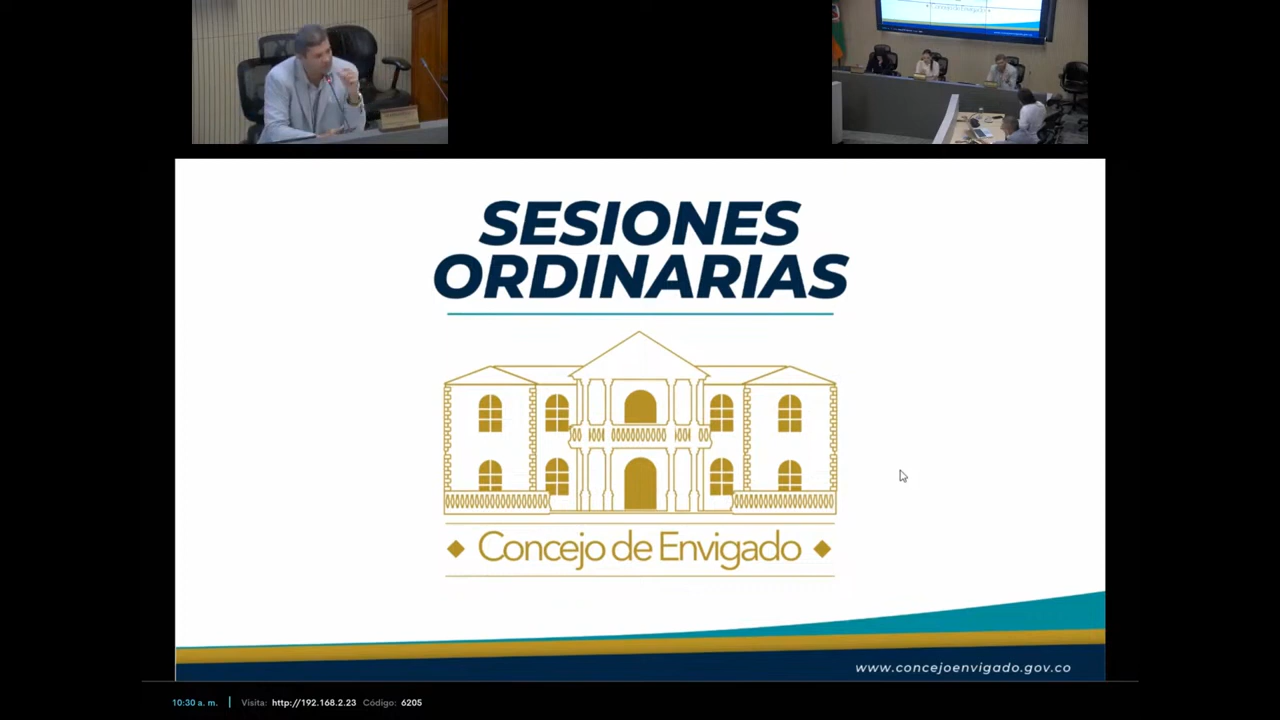 SESIONES
ORDINARIAS
Concejo de Envigado
www.concejoenvigado.gov.co
10:30 a. m. Visita: http://192.168.2.23 Código: 6205